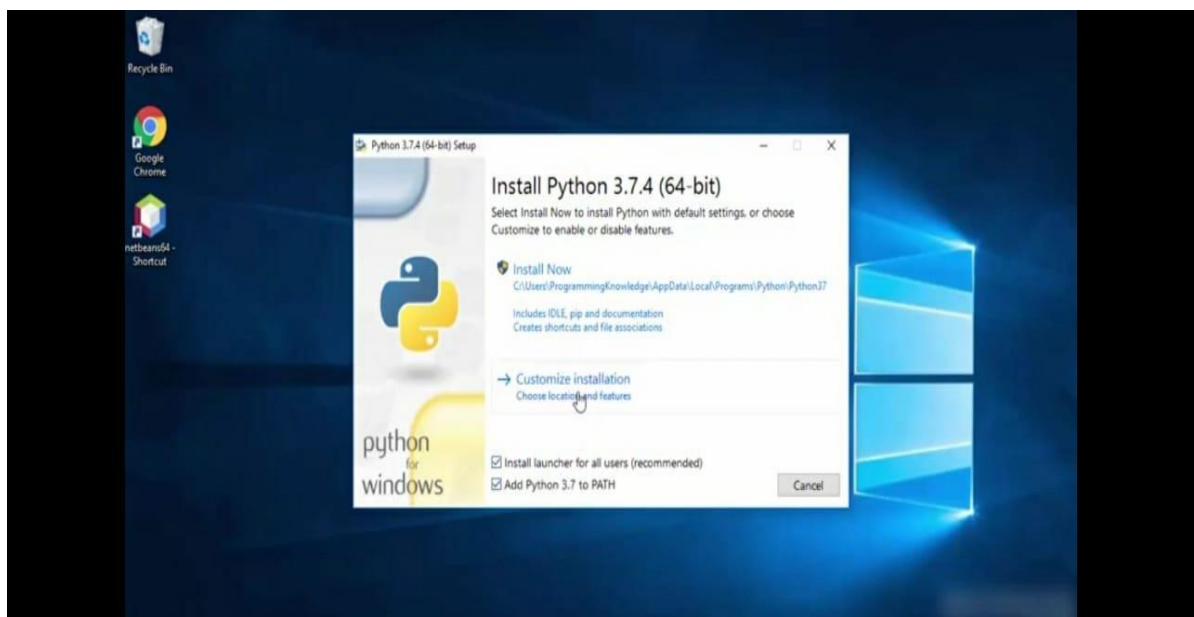 Recycle Bin
Google
Chrome
netbeans64 -
Shortcut
Python 3.7.4 (64-bit) Setup
Install Python 3.7.4 (64-bit)
Select Install Now to install Python with default settings, or choose
Customize to enable or disable features.
Install Now
C:\Users\ProgrammingKnowledge\AppData\Local\Programs\Python\Python37
Includes IDLE, pip and documentation
Creates shortcuts and file associations
Customize installation
Choose location and features
python
for
windows
Install launcher for all users (recommended)
Add Python 3.7 to PATH
Cancel